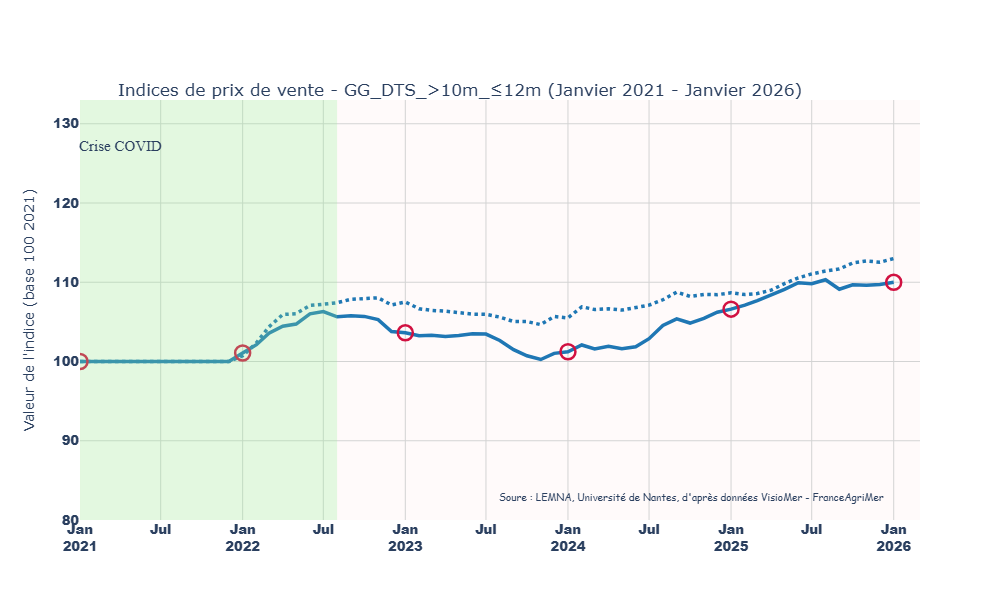 Indices de prix de vente - GG_DTS_>10m_≤12m (Janvier 2021 - Janvier 2026)
Valeur de l'indice (base 100 2021)
130
120
110
100
90
80
Crise COVID
Soure : LEMNA, Université de Nantes, d'après données VisioMer - FranceAgriMer
Jan Jul Jan Jul Jan Jul Jan Jul Jan Jul Jan
2021 2022 2023 2024 2025 2026